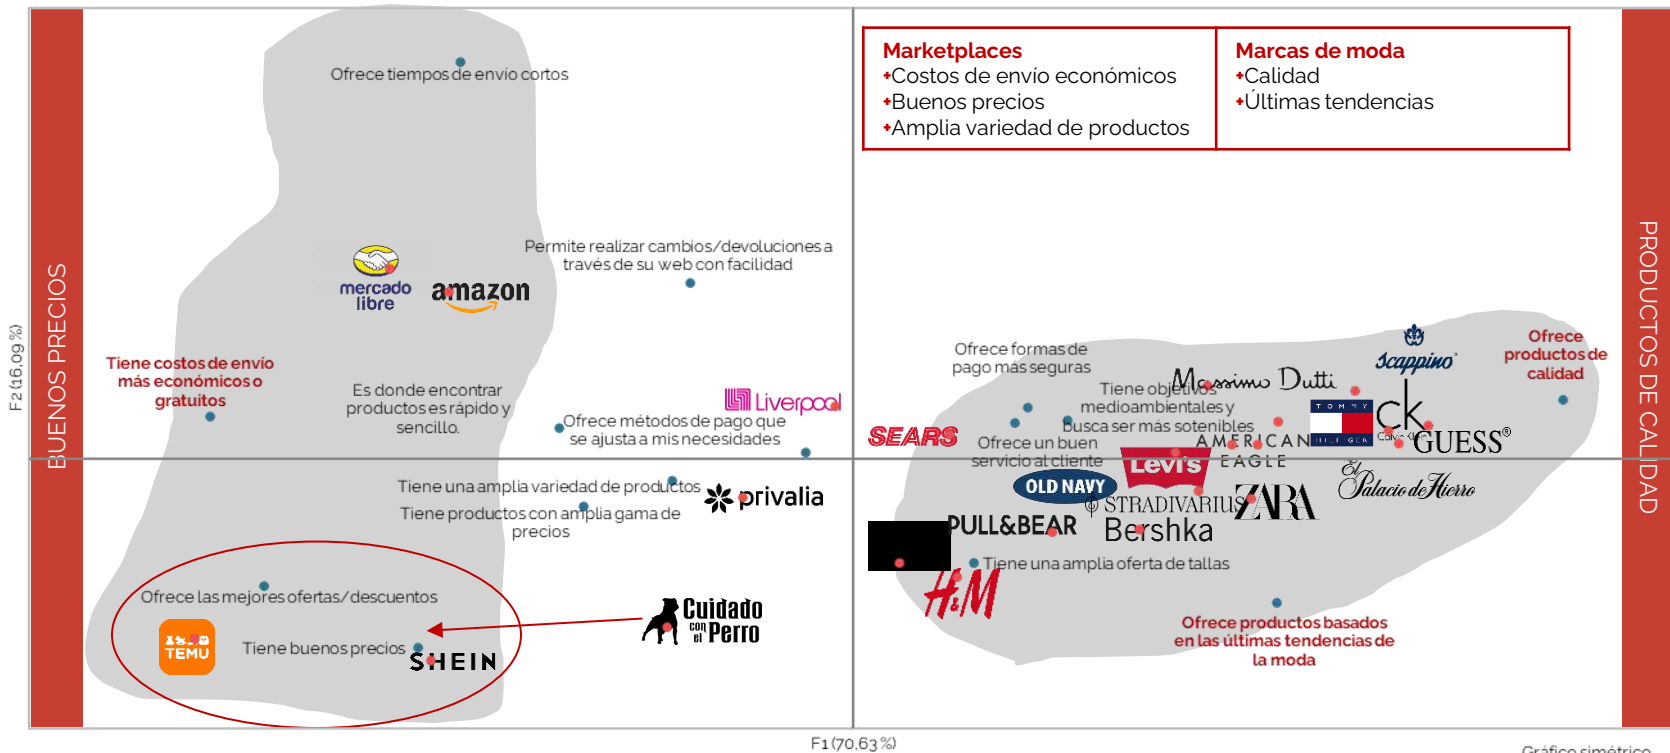 Marketplaces
+Costos de envío económicos
+Buenos precios
+Amplia variedad de productos
Marcas de moda
+Calidad
+Últimas tendencias
BUENOS PRECIOS
PRODUCTOS DE CALIDAD
F2 (16,09 %)
Ofrece tiempos de envío cortos
mercado
libre
amazon
Permite realizar cambios/devoluciones a
través de su web con facilidad
Tiene costos de envío
más económicos o
gratuitos
Es donde encontrar
productos es rápido y
sencillo.
Liverpool
Ofrece métodos de pago que
se ajusta a mis necesidades
Tiene una amplia variedad de productos
privalia
Tiene productos con amplia gama de
precios
Ofrece las mejores ofertas/descuentos
TEMU
Tiene buenos precios
SHEIN
Cuidado
con
el
Perro
Ofrece formas de
pago más seguras
Massimo Dutti
scappino
Ofrece
productos de
calidad
Tiene objetivos
medioambientales y
busca ser más sotenibles
TOMMY
HILFIGER
ck
Calvin Klein
GUESS®
SEARS
Ofrece un buen
servicio al cliente
AMERICAN
EAGLE
Levi's
OLD NAVY
STRADIVARIUS
ZARA
El
Palacio de Hierro
PULL&BEAR
Bershka
H&M
Tiene una amplia oferta de tallas
Ofrece productos basados
en las últimas tendencias de
la moda
F1 (70,63 %)
Gráfico simétrico